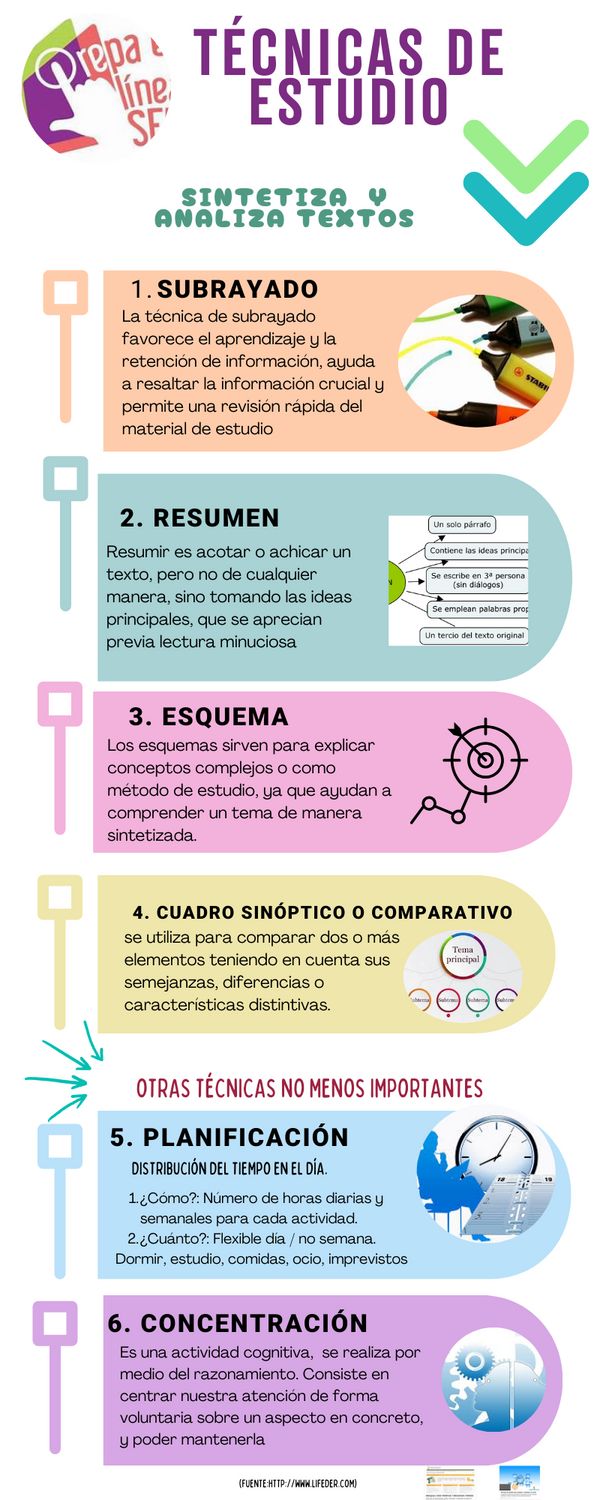 Prepa
línea
SE
TÉCNICAS DE
ESTUDIO
SINTETIZA Y
ANALIZA TEXTOS
1. SUBRAYADO
La técnica de subrayado
favorece el aprendizaje y la
retención de información, ayuda
a resaltar la información crucial y
permite una revisión rápida del
material de estudio
STAB
2. RESUMEN
Resumir es acotar o achicar un
texto, pero no de cualquier
manera, sino tomando las ideas
principales, que se aprecian
previa lectura minuciosa
N
Un solo párrafo
Contiene las ideas principa
Se escribe en 3ª persona
(sin diálogos)
Se emplean palabras prop
Un tercio del texto original
3. ESQUEMA
Los esquemas sirven para explicar
conceptos complejos o como
método de estudio, ya que ayudan a
comprender un tema de manera
sintetizada.
4. CUADRO SINÓPTICO O COMPARATIVO
se utiliza para comparar dos o más
elementos teniendo en cuenta sus
semejanzas, diferencias o
características distintivas.
Tema
principal
Subtema Subtema Subtema Subtem
OTRAS TÉCNICAS NO MENOS IMPORTANTES
5. PLANIFICACIÓN
DISTRIBUCIÓN DEL TIEMPO EN EL DÍA.
1.¿Cómo?: Número de horas diarias y
semanales para cada actividad.
2.¿Cuánto?: Flexible día / no semana.
Dormir, estudio, comidas, ocio, imprevistos
18 19
6. CONCENTRACIÓN
Es una actividad cognitiva, se realiza por
medio del razonamiento. Consiste en
centrar nuestra atención de forma
voluntaria sobre un aspecto en concreto,
y poder mantenerla
(FUENTE:HTTP://WWW.LIFEDER.COM)